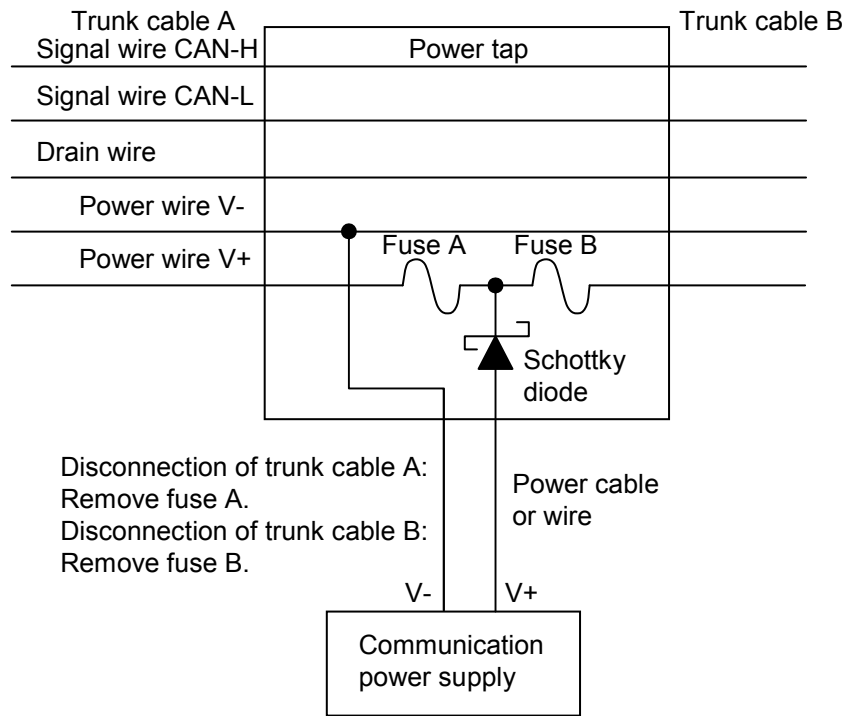 Trunk cable A
Trunk cable B
Signal wire CAN-H
Power tap
Signal wire CAN-L
Drain wire
Power wire V-
Fuse A
Fuse B
Power wire V+
Schottky
diode
Disconnection of trunk cable A:
Remove fuse A.
Disconnection of trunk cable B:
Remove fuse B.
Power cable
or wire
V-
V+
Communication
power supply